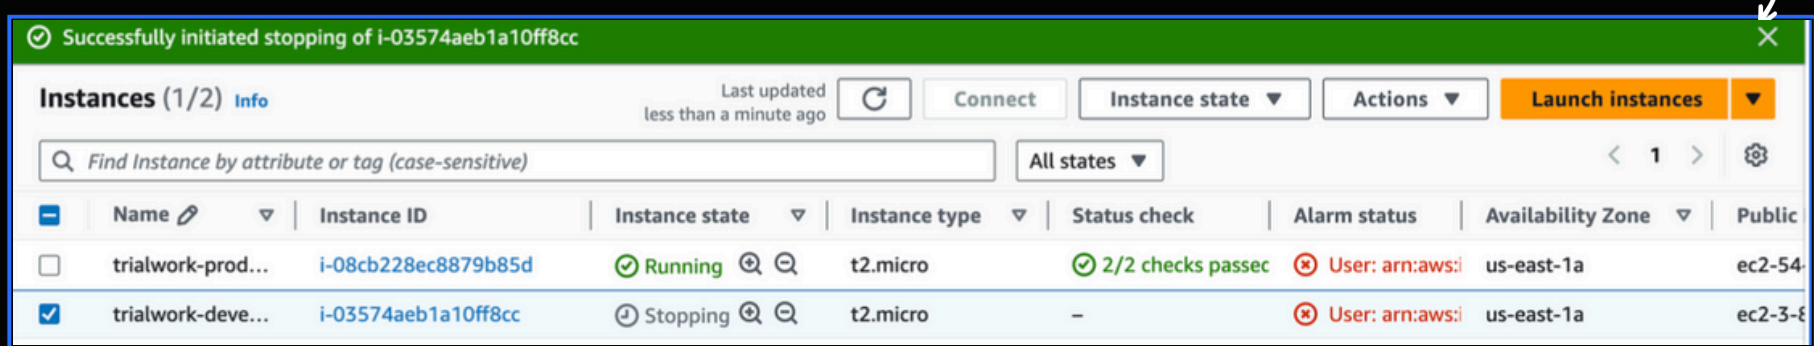 Successfully initiated stopping of i-03574aeb1a10ff8cc
Instances (1/2) Info
Last updated
less than a minute ago
Connect Instance state Actions Launch instances
Find Instance by attribute or tag (case-sensitive) All states 1
Name Instance ID Instance state Instance type Status check Alarm status Availability Zone Public
trialwork-prod... i-08cb228ec8879b85d Running t2.micro 2/2 checks passec User: arn:aws:i us-east-1a ec2-54-
trialwork-deve... i-03574aeb1a10ff8cc Stopping t2.micro – User: arn:aws:i us-east-1a ec2-3-8